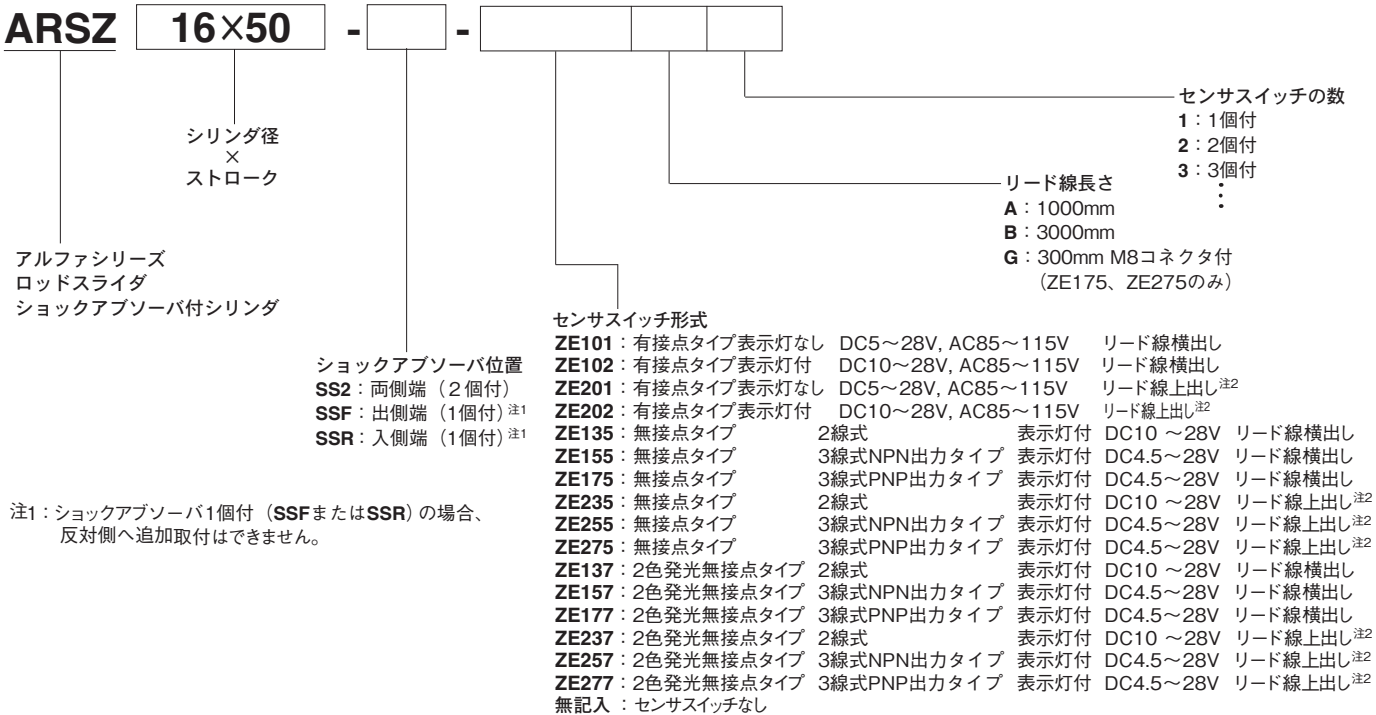 ARSZ 16×50 - -
センサスイッチの数
1：1個付
2：2個付
3：3個付
⋮
リード線長さ
A：1000mm
B：3000mm
G：300mm M8コネクタ付
（ZE175、ZE275のみ）
シリンダ径
×
ストローク
アルファシリーズ
ロッドスライダ
ショックアブソーバ付シリンダ
ショックアブソーバ位置
SS2：両側端（２個付）
SSF：出側端（1個付）注1
SSR：入側端（1個付）注1
注1：ショックアブソーバ1個付（SSFまたはSSR）の場合、
反対側へ追加取付はできません。
センサスイッチ形式
ZE101：有接点タイプ表示灯なし DC5～28V, AC85～115V リード線横出し
ZE102：有接点タイプ表示灯付 DC10～28V, AC85～115V リード線横出し
ZE201：有接点タイプ表示灯なし DC5～28V, AC85～115V リード線上出し注2
ZE202：有接点タイプ表示灯付 DC10～28V, AC85～115V リード線上出し注2
ZE135：無接点タイプ 2線式 表示灯付 DC10 ～28V リード線横出し
ZE155：無接点タイプ 3線式NPN出力タイプ 表示灯付 DC4.5～28V リード線横出し
ZE175：無接点タイプ 3線式PNP出力タイプ 表示灯付 DC4.5～28V リード線横出し
ZE235：無接点タイプ 2線式 表示灯付 DC10 ～28V リード線上出し注2
ZE255：無接点タイプ 3線式NPN出力タイプ 表示灯付 DC4.5～28V リード線上出し注2
ZE275：無接点タイプ 3線式PNP出力タイプ 表示灯付 DC4.5～28V リード線上出し注2
ZE137：2色発光無接点タイプ 2線式 表示灯付 DC10 ～28V リード線横出し
ZE157：2色発光無接点タイプ 3線式NPN出力タイプ 表示灯付 DC4.5～28V リード線横出し
ZE177：2色発光無接点タイプ 3線式PNP出力タイプ 表示灯付 DC4.5～28V リード線横出し
ZE237：2色発光無接点タイプ 2線式 表示灯付 DC10 ～28V リード線上出し注2
ZE257：2色発光無接点タイプ 3線式NPN出力タイプ 表示灯付 DC4.5～28V リード線上出し注2
ZE277：2色発光無接点タイプ 3線式PNP出力タイプ 表示灯付 DC4.5～28V リード線上出し注2
無記入：センサスイッチなし